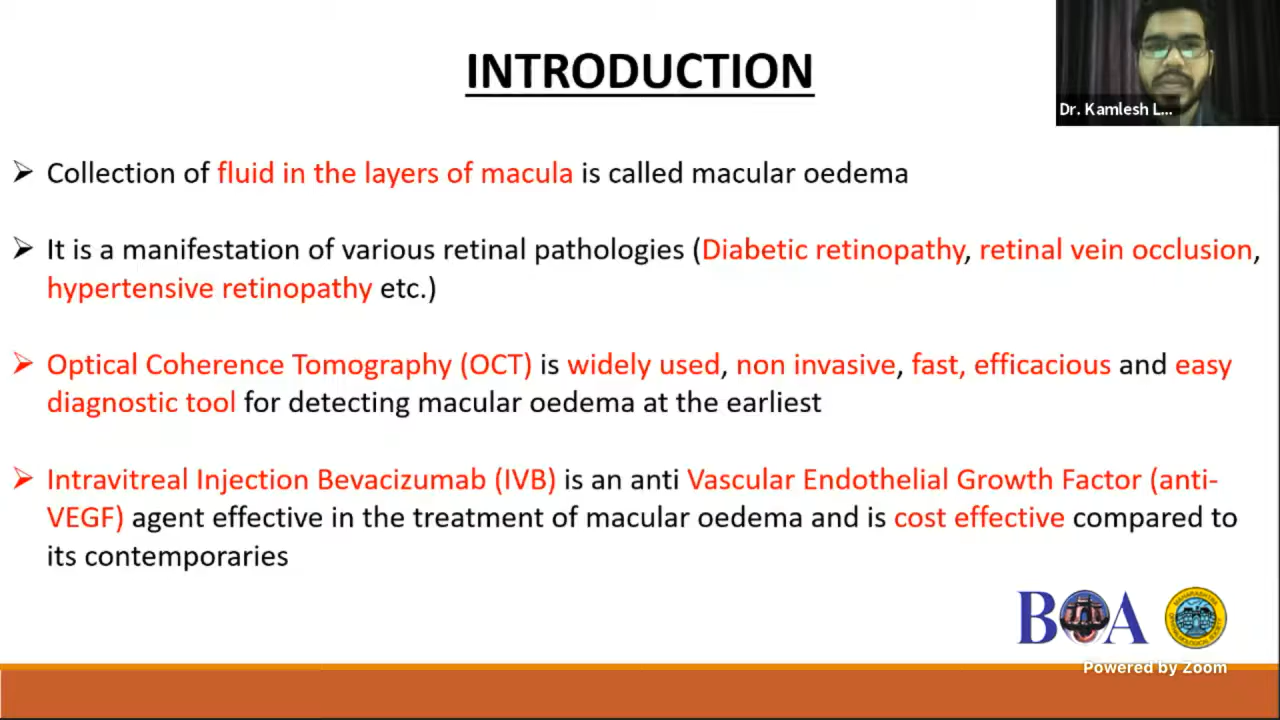 INTRODUCTION
Dr. Kamlesh L...
➢ Collection of fluid in the layers of macula is called macular oedema
➢ It is a manifestation of various retinal pathologies (Diabetic retinopathy, retinal vein occlusion,
hypertensive retinopathy etc.)
➢ Optical Coherence Tomography (OCT) is widely used, non invasive, fast, efficacious and easy
diagnostic tool for detecting macular oedema at the earliest
➢ Intravitreal Injection Bevacizumab (IVB) is an anti Vascular Endothelial Growth Factor (anti-
VEGF) agent effective in the treatment of macular oedema and is cost effective compared to
its contemporaries
BOA
MAHARASHTRA
OPHTHALMOLOGICAL SOCIETY
Powered by Zoom